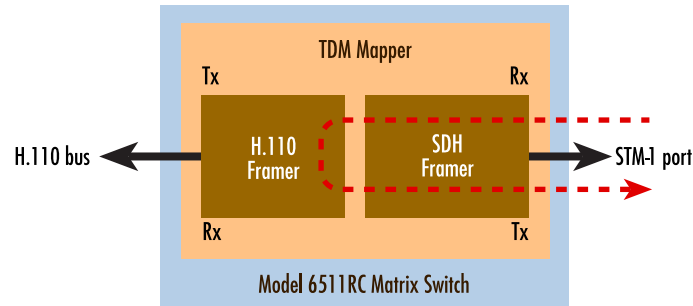 TDM Mapper
Tx
Rx
H.110 bus
H.110
Framer
SDH
Framer
STM-1 port
Rx
Tx
Model 6511RC Matrix Switch